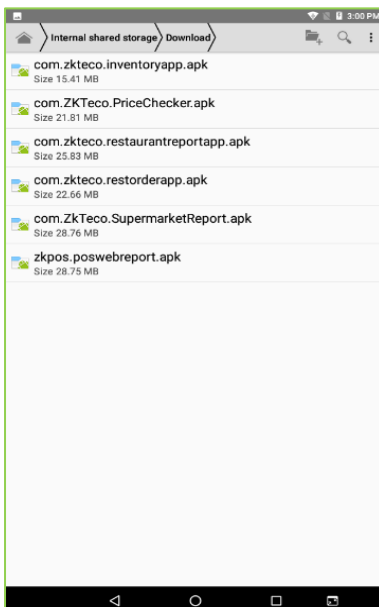 3:00 PM
Internal shared storage Download
com.zkteco.inventoryapp.apk
Size 15.41 MB
com.ZKTeco.PriceChecker.apk
Size 21.81 MB
com.zkteco.restaurantreportapp.apk
Size 25.83 MB
com.zkteco.restorderapp.apk
Size 22.66 MB
com.ZkTeco.SupermarketReport.apk
Size 28.76 MB
zkpos.poswebreport.apk
Size 28.75 MB